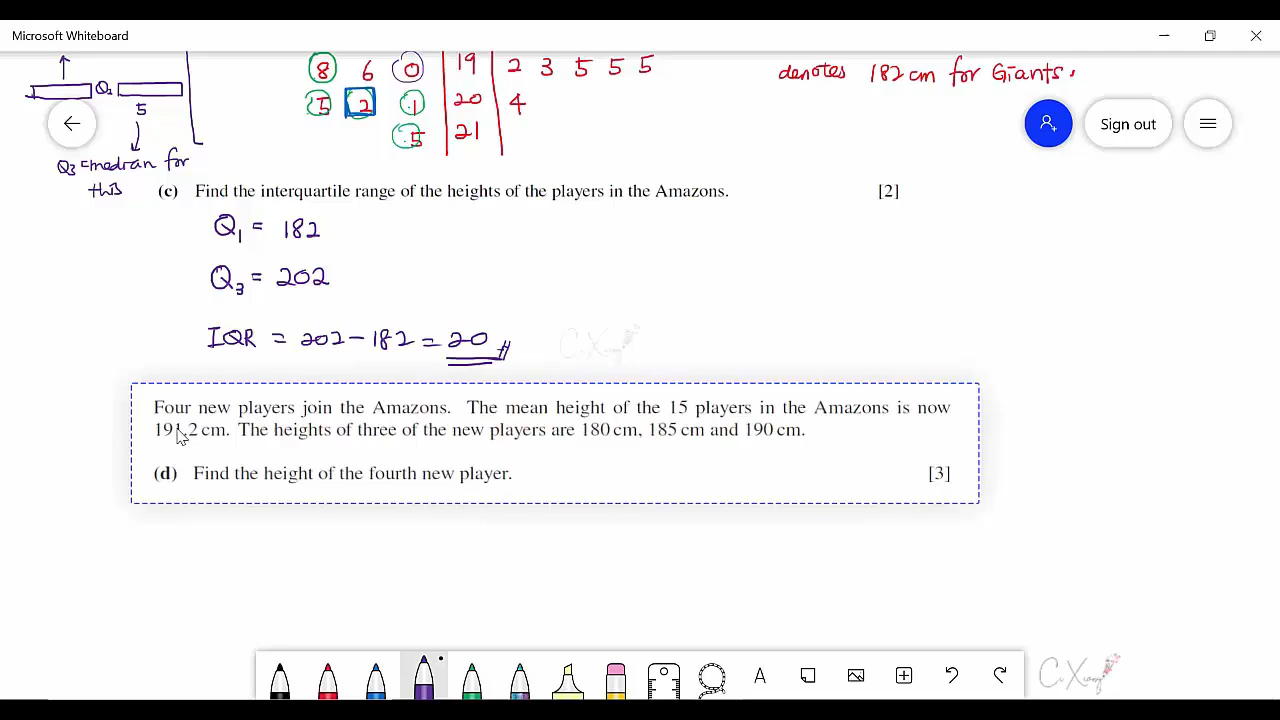 Microsoft Whiteboard
8 6 0 | 19 | 2 3 5 5 5
denotes 182 cm for Giants.
Q2
5
5 2 1 | 20 | 4
5 | 21
Sign out
Q3 = median for
this
(c) Find the interquartile range of the heights of the players in the Amazons. [2]
Q1 = 182
Q3 = 202
IQR = 202 - 182 = 20
C.Xiang
Four new players join the Amazons. The mean height of the 15 players in the Amazons is now
191.2 cm. The heights of three of the new players are 180 cm, 185 cm and 190 cm.
(d) Find the height of the fourth new player. [3]
A
C.Xiang